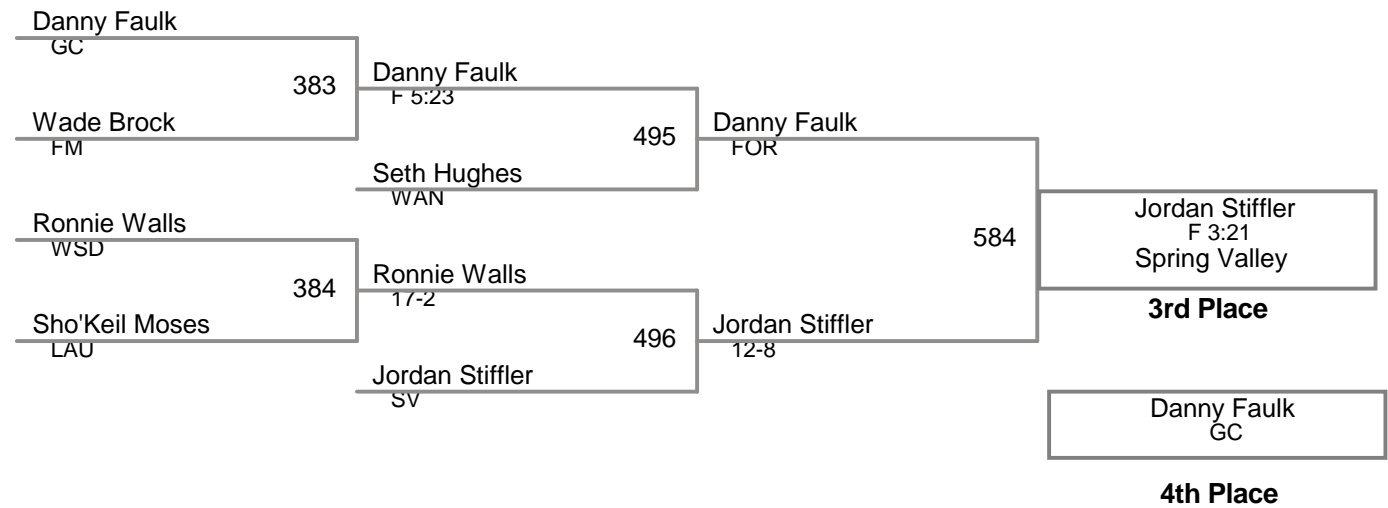 Danny Faulk
GC
383
Danny Faulk
F 5:23
Wade Brock
FM
495
Danny Faulk
FOR
Seth Hughes
WAN
Ronnie Walls
WSD
584
Jordan Stiffler
F 3:21
Spring Valley
3rd Place
384
Ronnie Walls
17-2
Sho'Keil Moses
LAU
496
Jordan Stiffler
12-8
Jordan Stiffler
SV
Danny Faulk
GC
4th Place